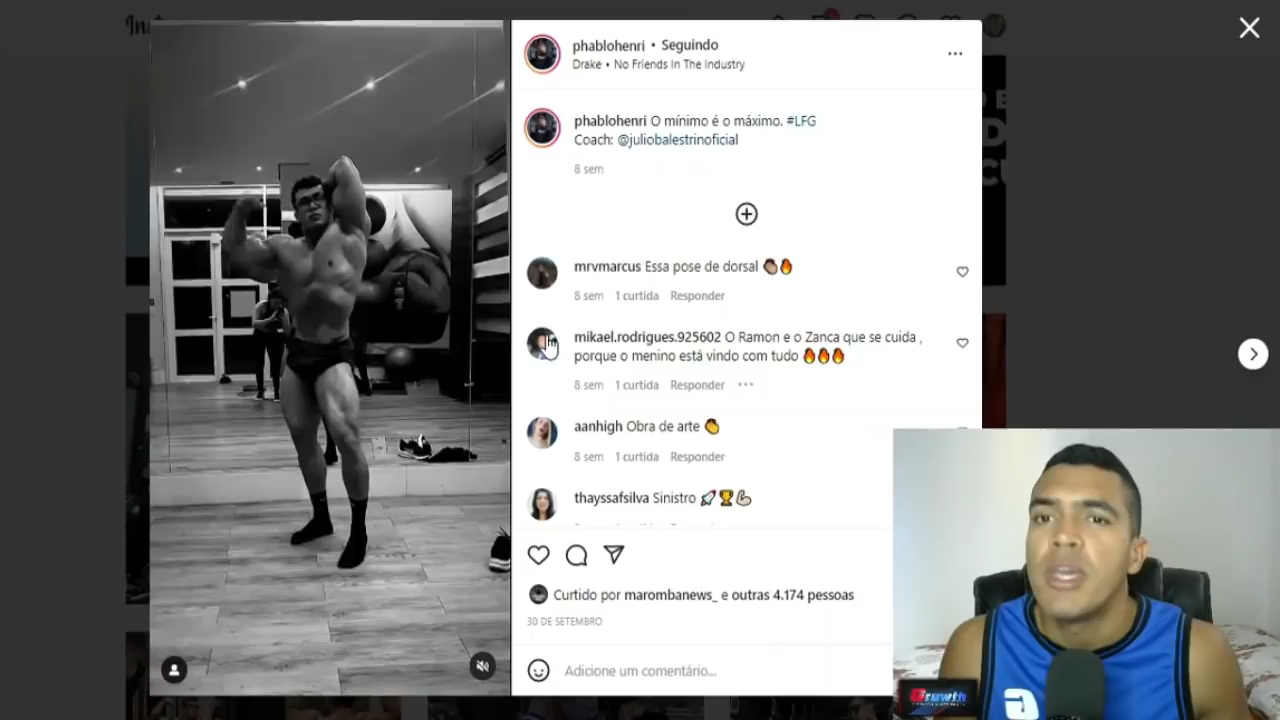 phablohenri • Seguindo
Drake • No Friends In The Industry
phablohenri O mínimo é o máximo. #LFG
Coach: @juliobalestrinoficial
8 sem
mrvmarcus Essa pose de dorsal 👏🏽🔥
8 sem 1 curtida Responder
mikael.rodrigues.925602 O Ramon e o Zanca que se cuida ,
porque o menino está vindo com tudo 🔥🔥🔥
8 sem 1 curtida Responder •••
aanhigh Obra de arte 👏
8 sem 1 curtida Responder
thayssafsilva Sinistro 🚀🏆💪🏼
Curtido por marombanews_ e outras 4.174 pessoas
30 DE SETEMBRO
Adicione um comentário...
Growth